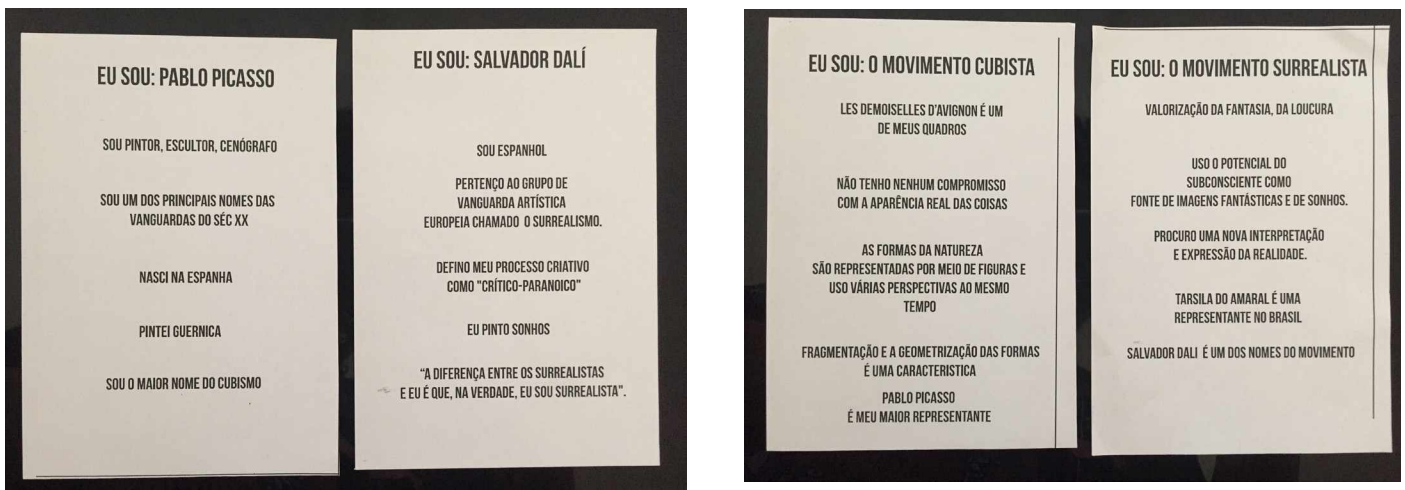 EU SOU: PABLO PICASSO
SOU PINTOR, ESCULTOR, CENÓGRAFO
SOU UM DOS PRINCIPAIS NOMES DAS
VANGUARDAS DO SÉC XX
NASCI NA ESPANHA
PINTEI GUERNICA
SOU O MAIOR NOME DO CUBISMO
EU SOU: SALVADOR DALÍ
SOU ESPANHOL
PERTENÇO AO GRUPO DE
VANGUARDA ARTÍSTICA
EUROPEIA CHAMADO O SURREALISMO.
DEFINO MEU PROCESSO CRIATIVO
COMO "CRÍTICO-PARANOICO"
EU PINTO SONHOS
"A DIFERENÇA ENTRE OS SURREALISTAS
E EU É QUE, NA VERDADE, EU SOU SURREALISTA".
EU SOU: O MOVIMENTO CUBISTA
LES DEMOISELLES D'AVIGNON É UM
DE MEUS QUADROS
NÃO TENHO NENHUM COMPROMISSO
COM A APARÊNCIA REAL DAS COISAS
AS FORMAS DA NATUREZA
SÃO REPRESENTADAS POR MEIO DE FIGURAS E
USO VÁRIAS PERSPECTIVAS AO MESMO
TEMPO
FRAGMENTAÇÃO E A GEOMETRIZAÇÃO DAS FORMAS
É UMA CARACTERISTICA
PABLO PICASSO
É MEU MAIOR REPRESENTANTE
EU SOU: O MOVIMENTO SURREALISTA
VALORIZAÇÃO DA FANTASIA, DA LOUCURA
USO O POTENCIAL DO
SUBCONSCIENTE COMO
FONTE DE IMAGENS FANTÁSTICAS E DE SONHOS.
PROCURO UMA NOVA INTERPRETAÇÃO
E EXPRESSÃO DA REALIDADE.
TARSILA DO AMARAL É UMA
REPRESENTANTE NO BRASIL
SALVADOR DALI É UM DOS NOMES DO MOVIMENTO